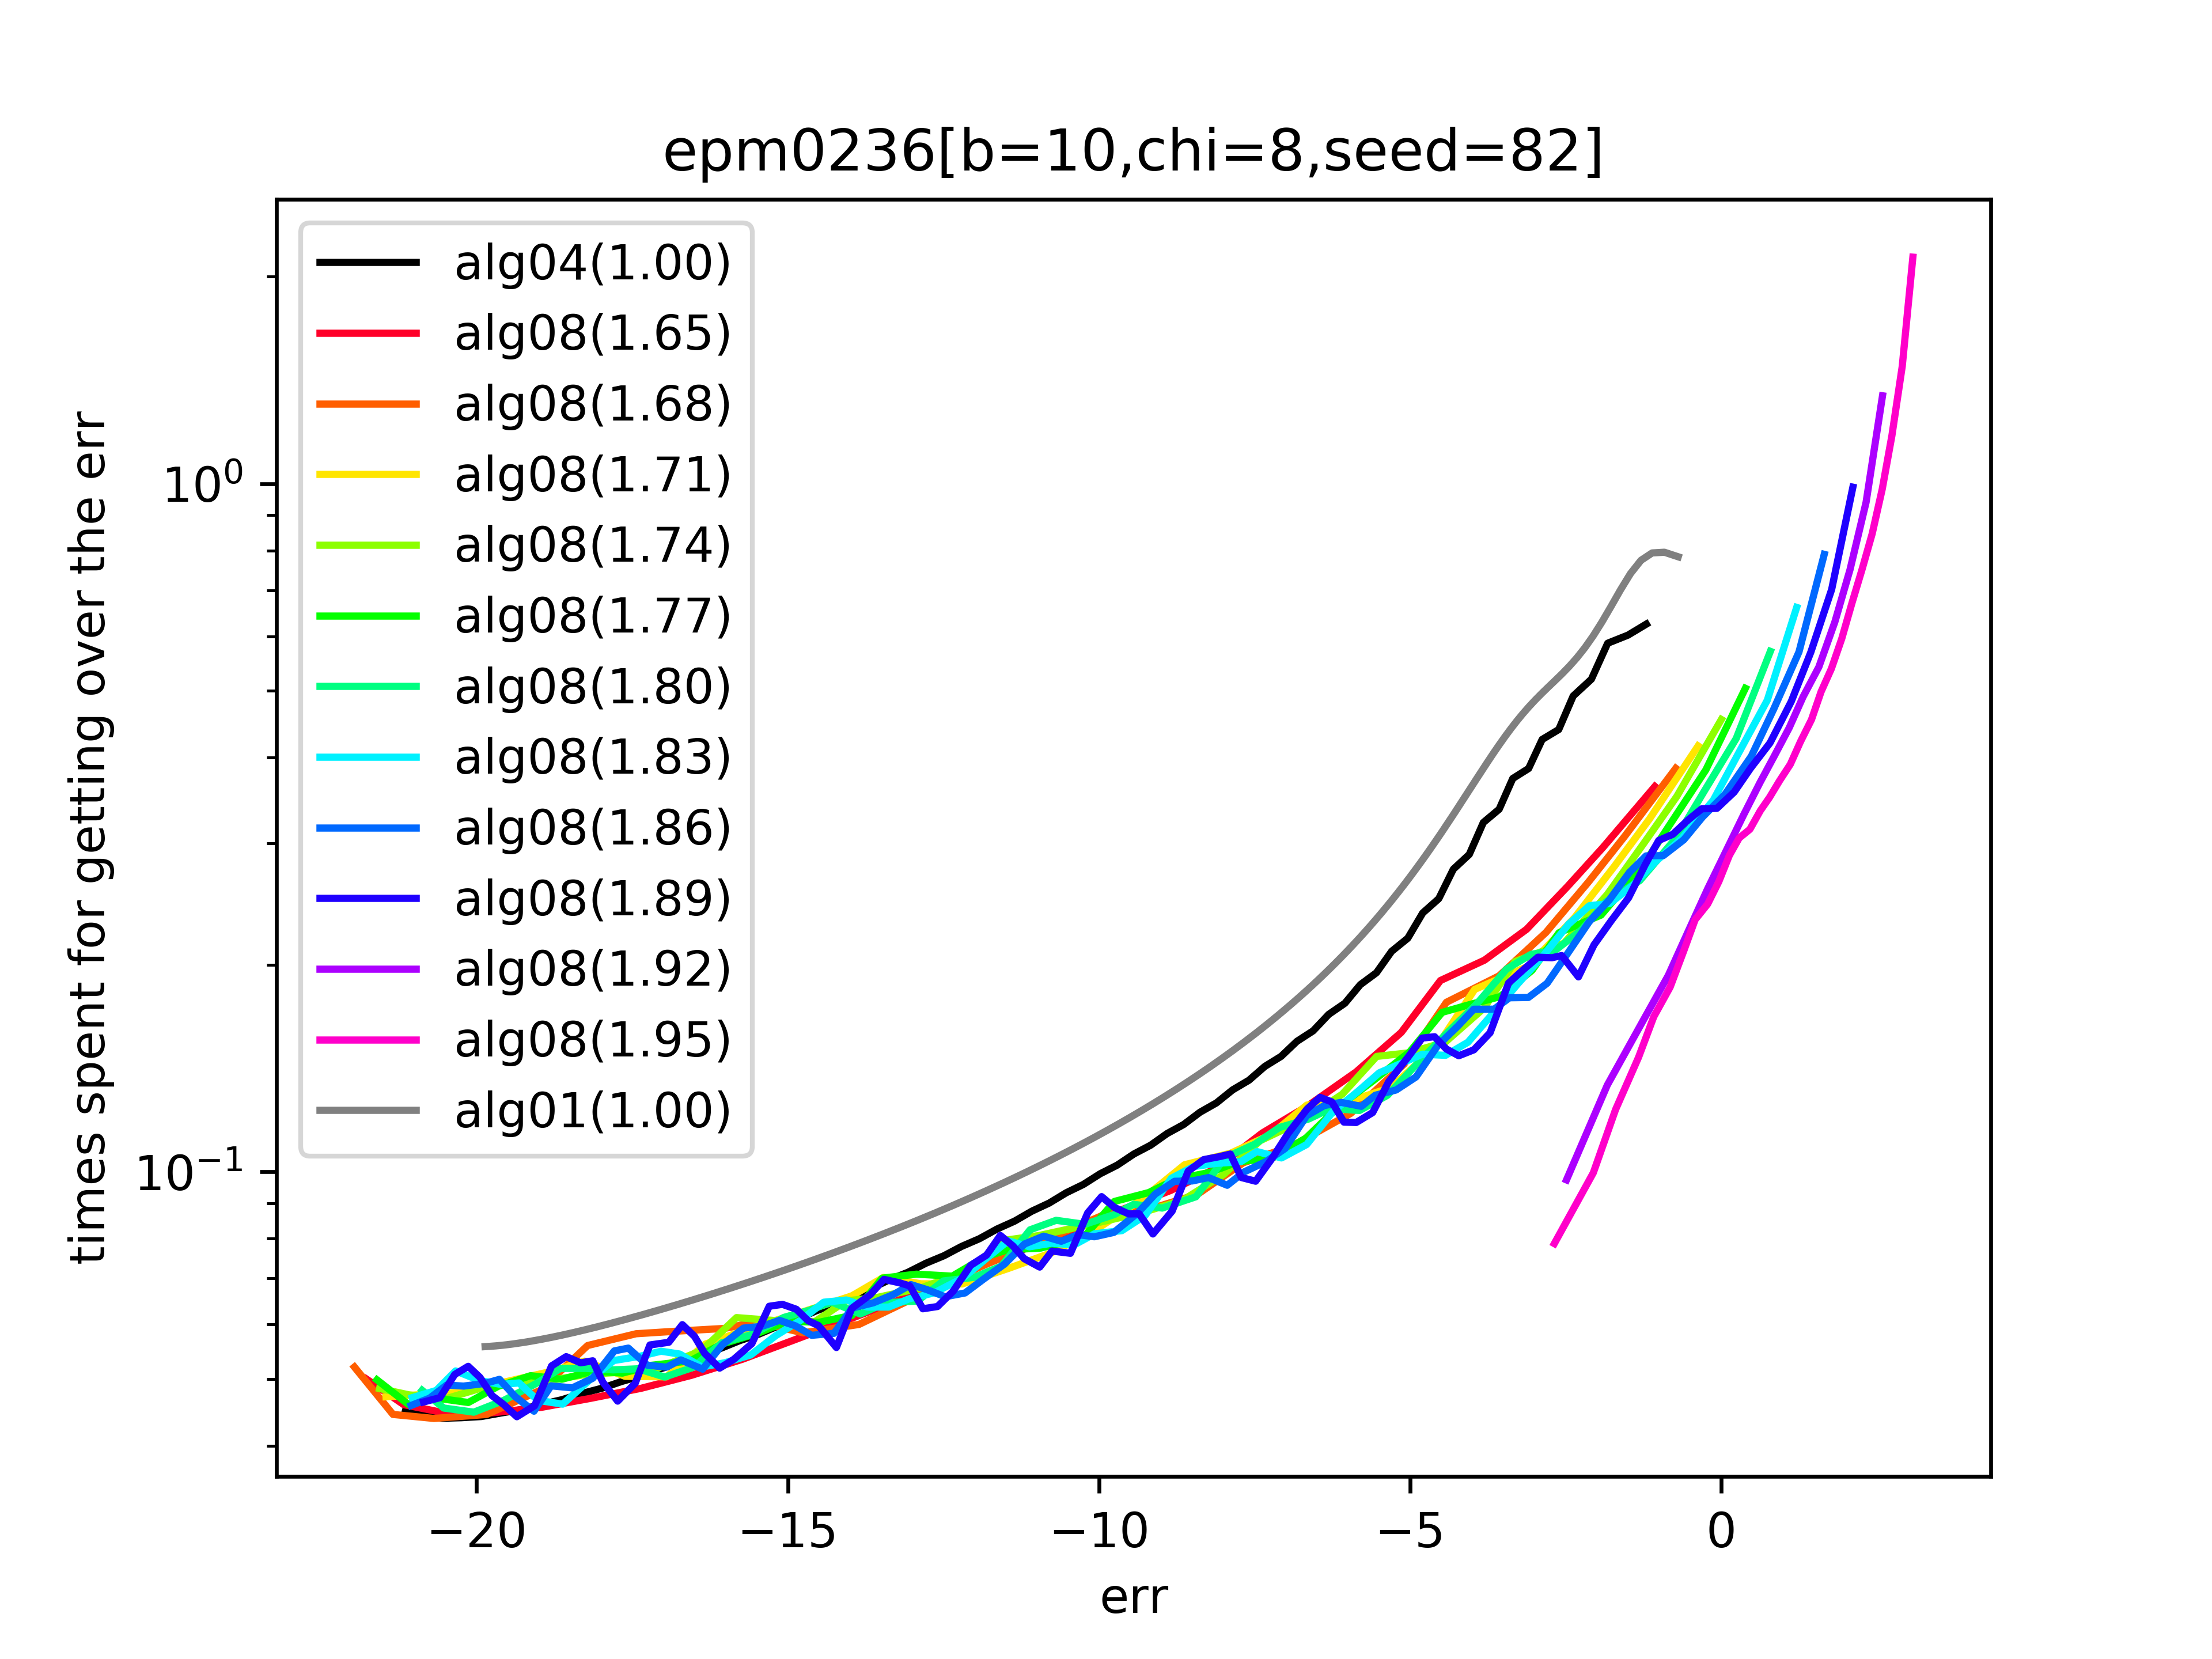 epm0236[b=10,chi=8,seed=82]
times spent for getting over the err
10⁰
10⁻¹
alg04(1.00)
alg08(1.65)
alg08(1.68)
alg08(1.71)
alg08(1.74)
alg08(1.77)
alg08(1.80)
alg08(1.83)
alg08(1.86)
alg08(1.89)
alg08(1.92)
alg08(1.95)
alg01(1.00)
−20 −15 −10 −5 0
err